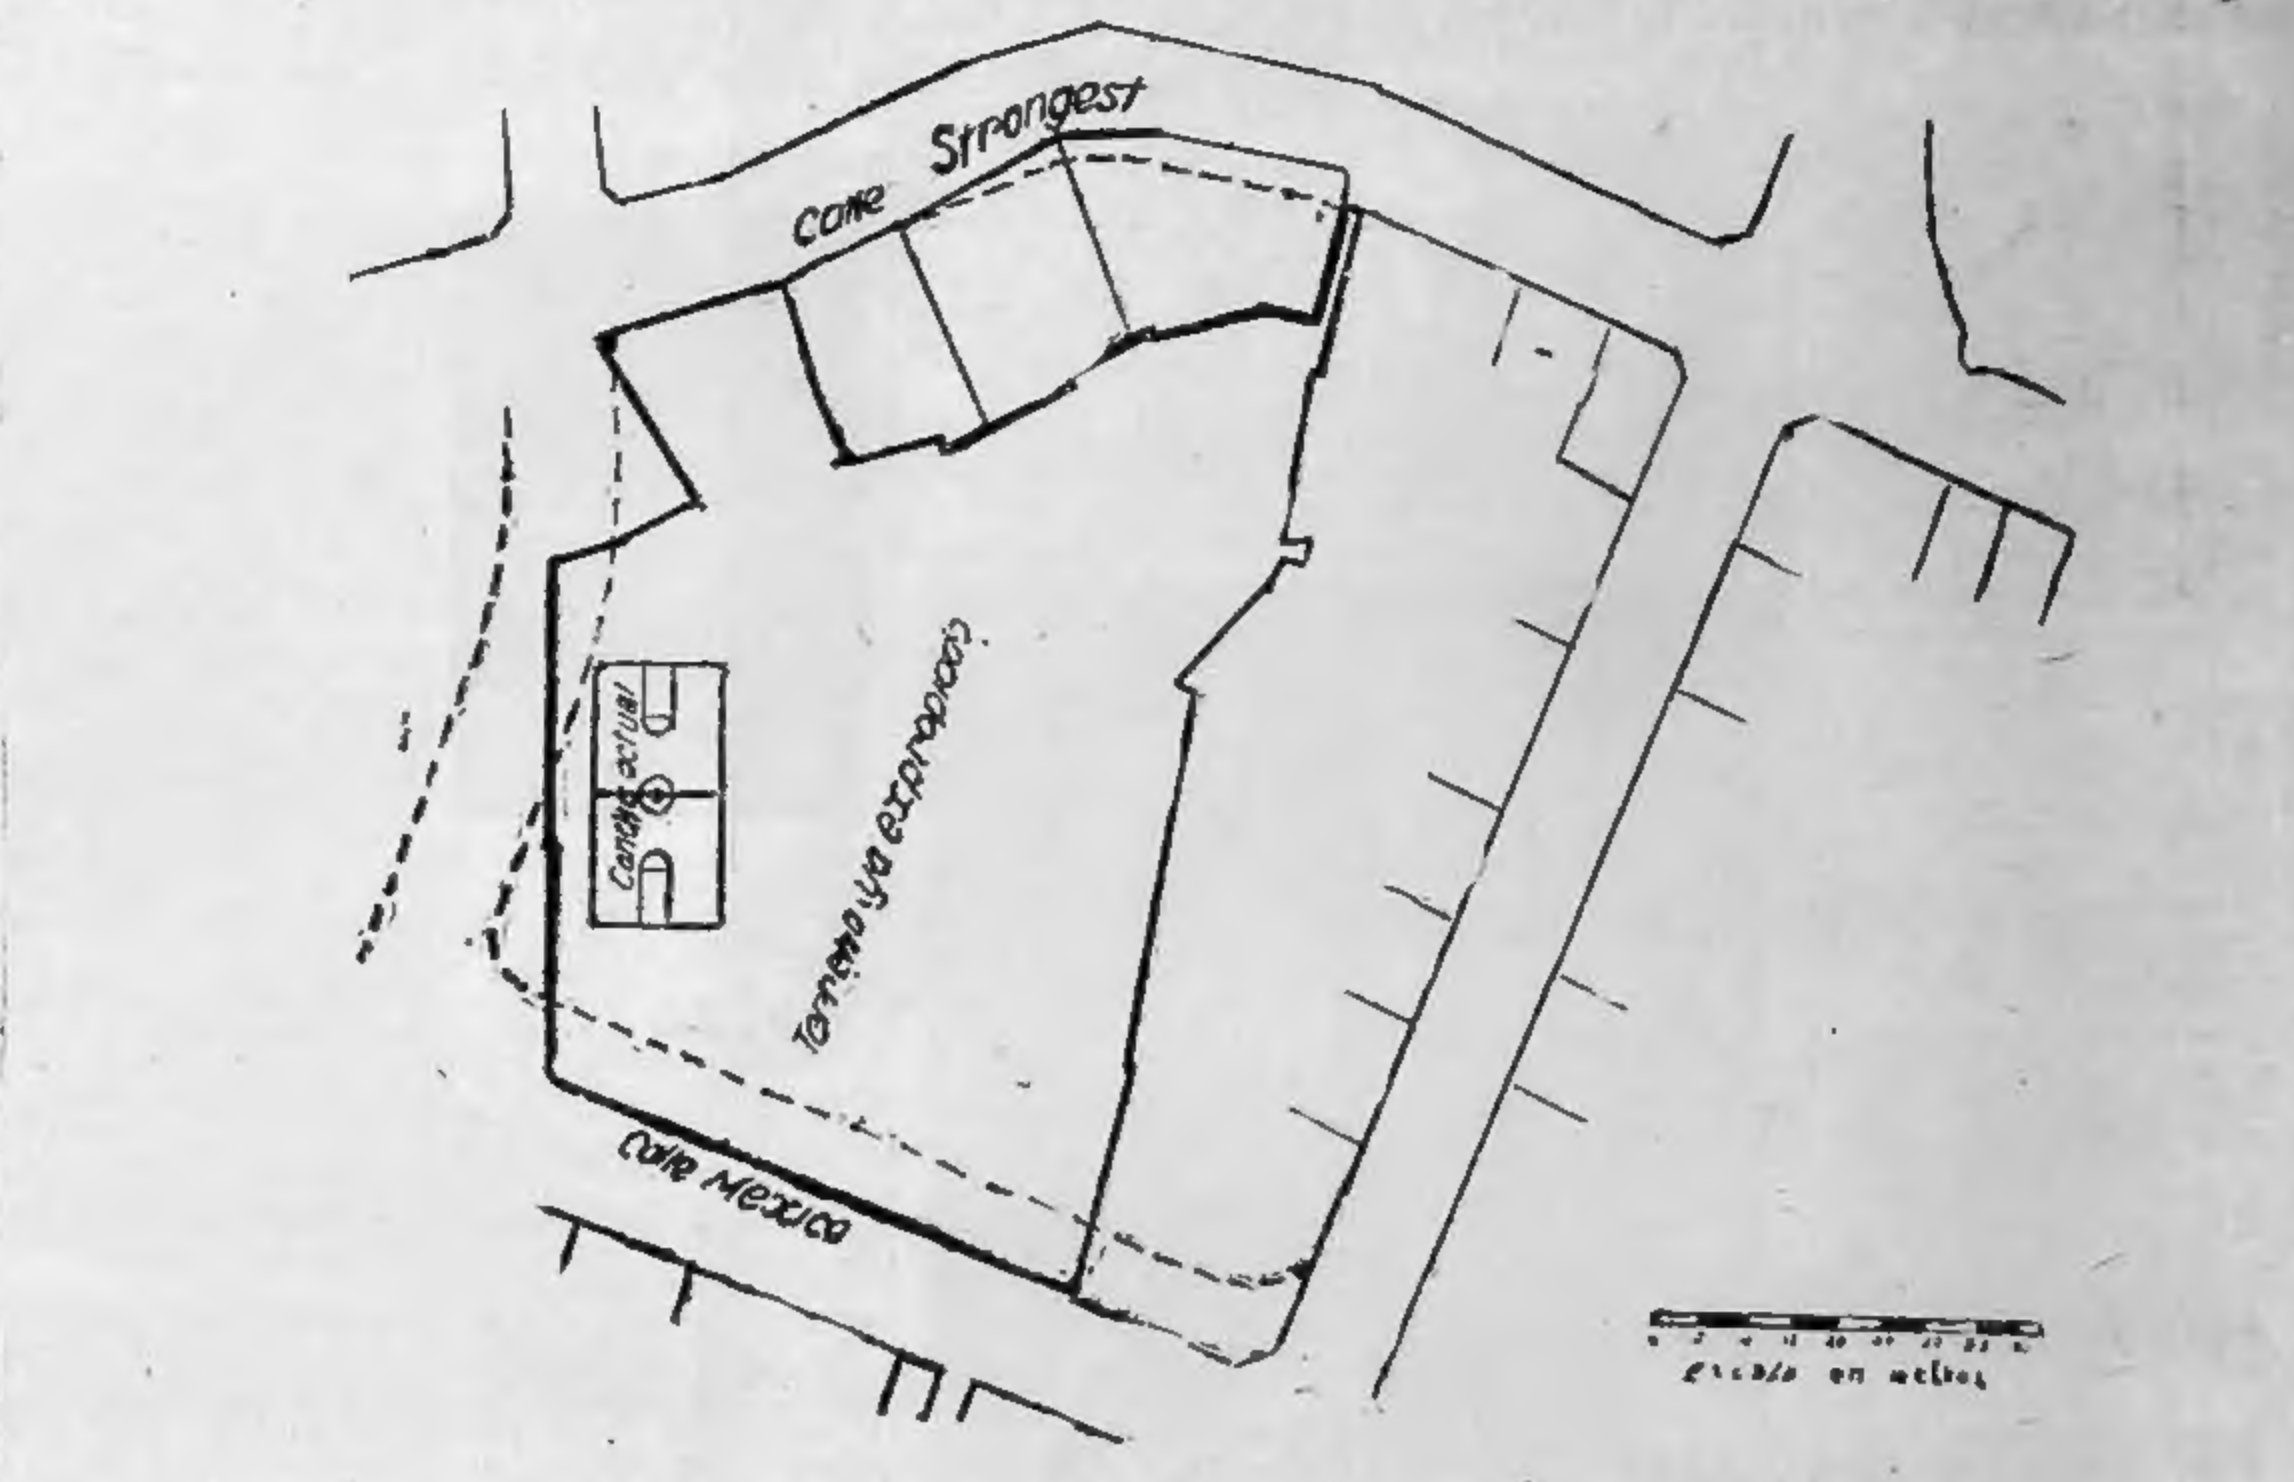 Calle Strongest
Cancha actual
Terreno ya expropiado
Calle Mexico
escala en metros